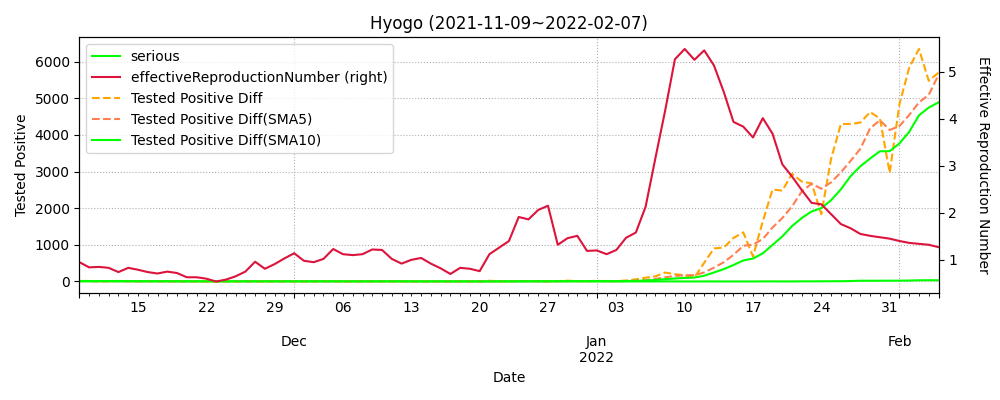 Hyogo (2021-11-09~2022-02-07)
serious
effectiveReproductionNumber (right)
Tested Positive Diff
Tested Positive Diff(SMA5)
Tested Positive Diff(SMA10)
Tested Positive
6000
5000
4000
3000
2000
1000
0
5
4
3
2
1
Effective Reproduction Number
15 22 29 06 13 20 27 03 10 17 24 31
Dec Jan Feb
2022
Date